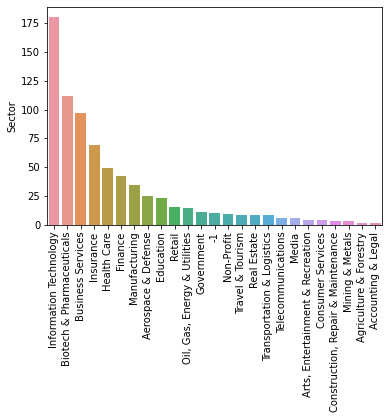 175
150
125
100
75
50
25
0
Sector
Information Technology
Biotech & Pharmaceuticals
Business Services
Insurance
Health Care
Finance
Manufacturing
Aerospace & Defense
Education
Retail
Oil, Gas, Energy & Utilities
Government
-1
Non-Profit
Travel & Tourism
Real Estate
Transportation & Logistics
Telecommunications
Media
Arts, Entertainment & Recreation
Consumer Services
Construction, Repair & Maintenance
Mining & Metals
Agriculture & Forestry
Accounting & Legal